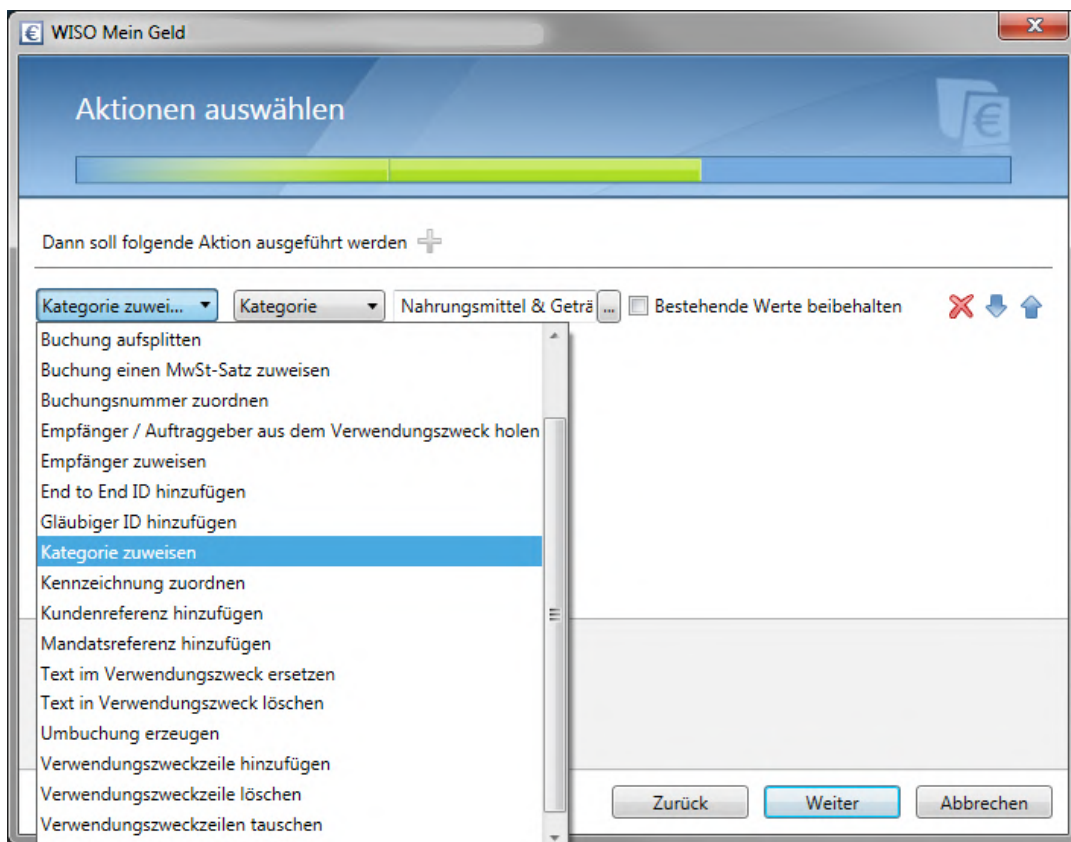 WISO Mein Geld
Aktionen auswählen
Dann soll folgende Aktion ausgeführt werden
Kategorie zuwei... Kategorie Nahrungsmittel & Geträ ... Bestehende Werte beibehalten
Buchung aufsplitten
Buchung einen MwSt-Satz zuweisen
Buchungsnummer zuordnen
Empfänger / Auftraggeber aus dem Verwendungszweck holen
Empfänger zuweisen
End to End ID hinzufügen
Gläubiger ID hinzufügen
Kategorie zuweisen
Kennzeichnung zuordnen
Kundenreferenz hinzufügen
Mandatsreferenz hinzufügen
Text im Verwendungszweck ersetzen
Text in Verwendungszweck löschen
Umbuchung erzeugen
Verwendungszweckzeile hinzufügen
Verwendungszweckzeile löschen
Verwendungszweckzeilen tauschen
Zurück Weiter Abbrechen